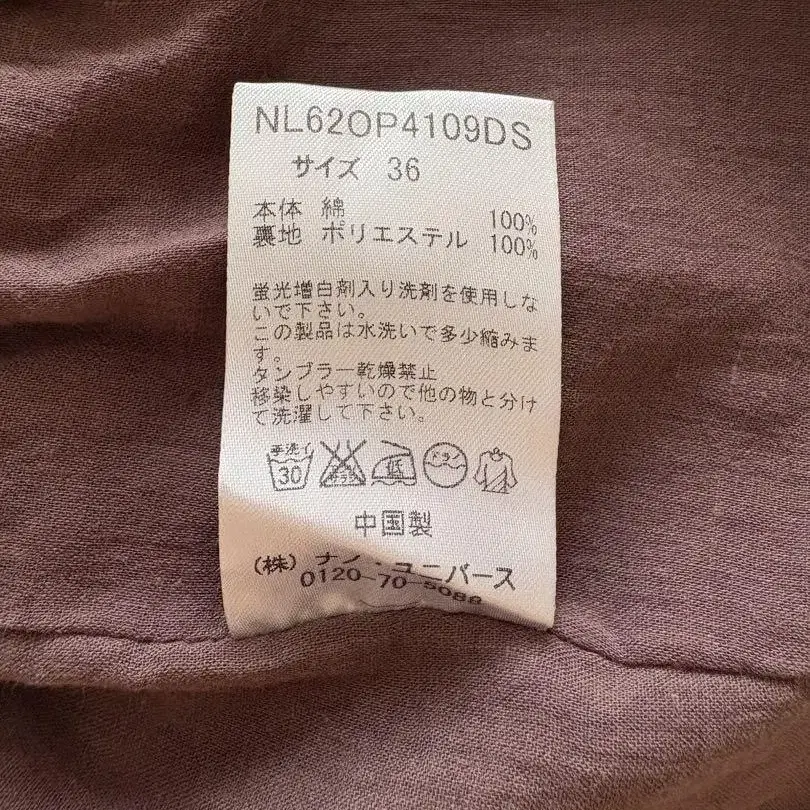 NL62OP4109DS
サイズ 36
本体 綿 100%
裏地 ポリエステル 100%
蛍光増白剤入り洗剤を使用しな
いで下さい。
この製品は水洗いで多少縮みま
す。
タンブラー乾燥禁止
移染しやすいので他の物と分け
て洗濯して下さい。
手洗イ
30 低 ドライ
中国製
(株) ナノ・ユニバース
0120-70-5088